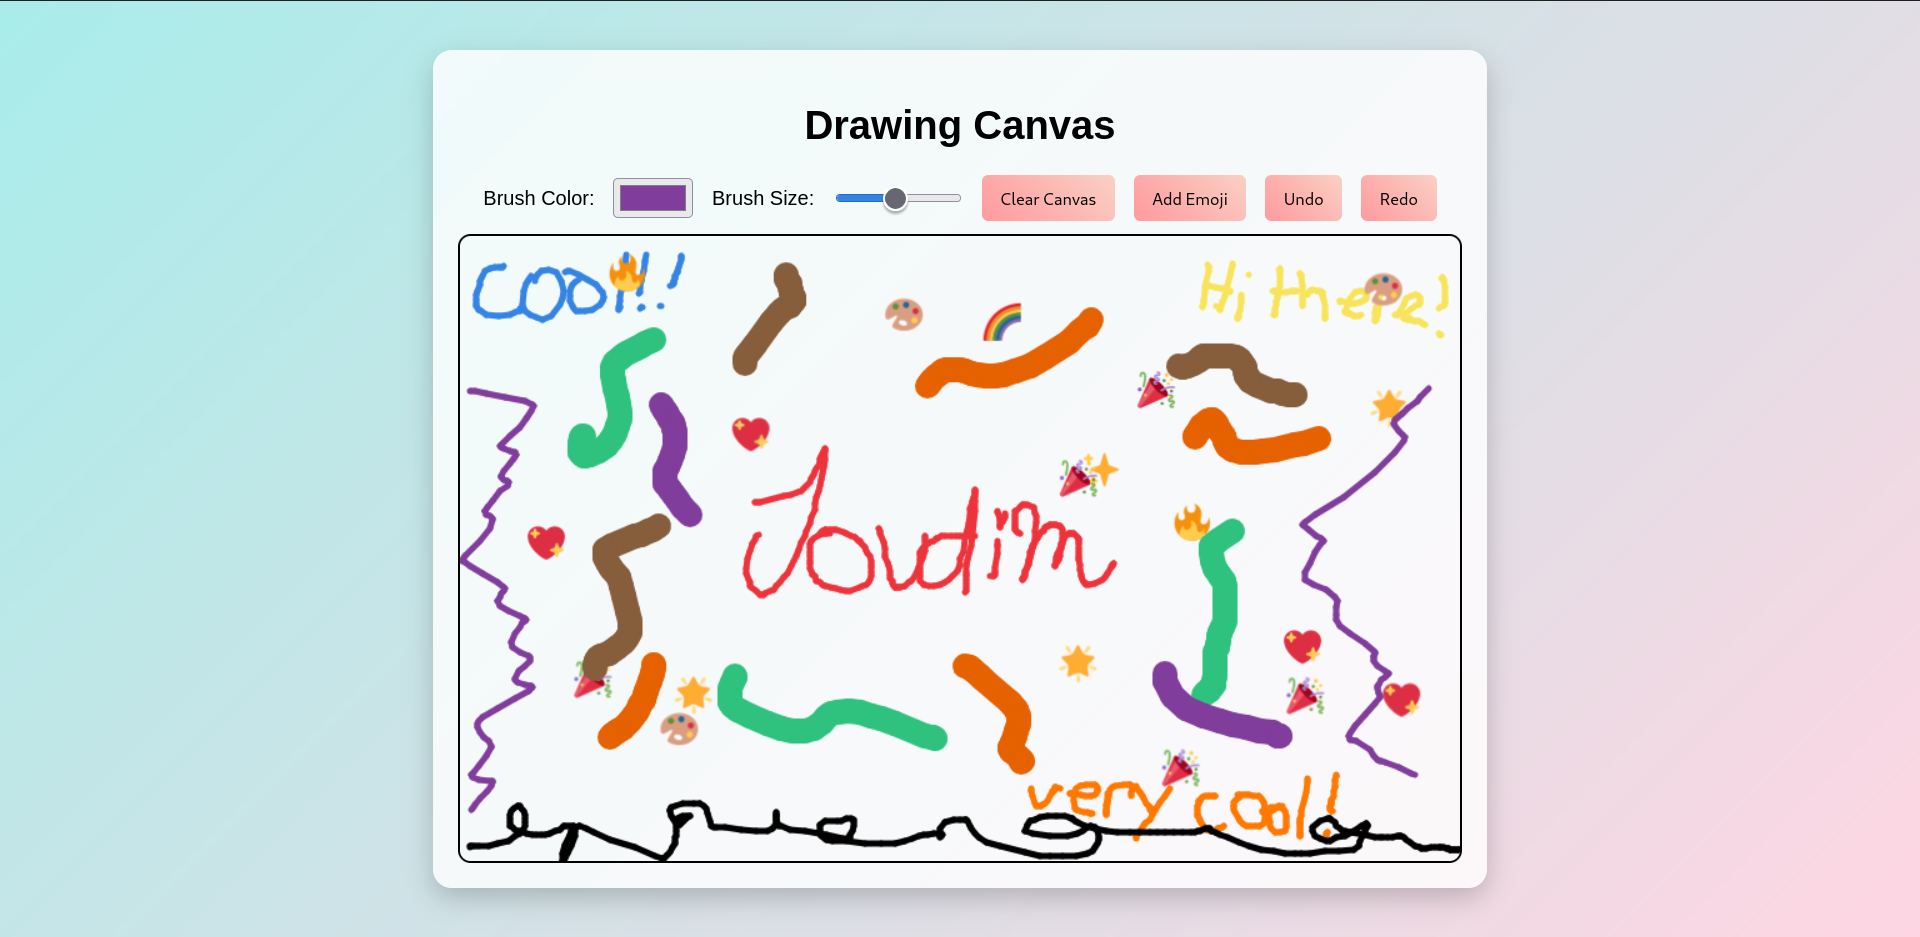 Drawing Canvas
Brush Color: Brush Size: Clear Canvas Add Emoji Undo Redo
Cool!! Hi there!
Joudim
very cool!